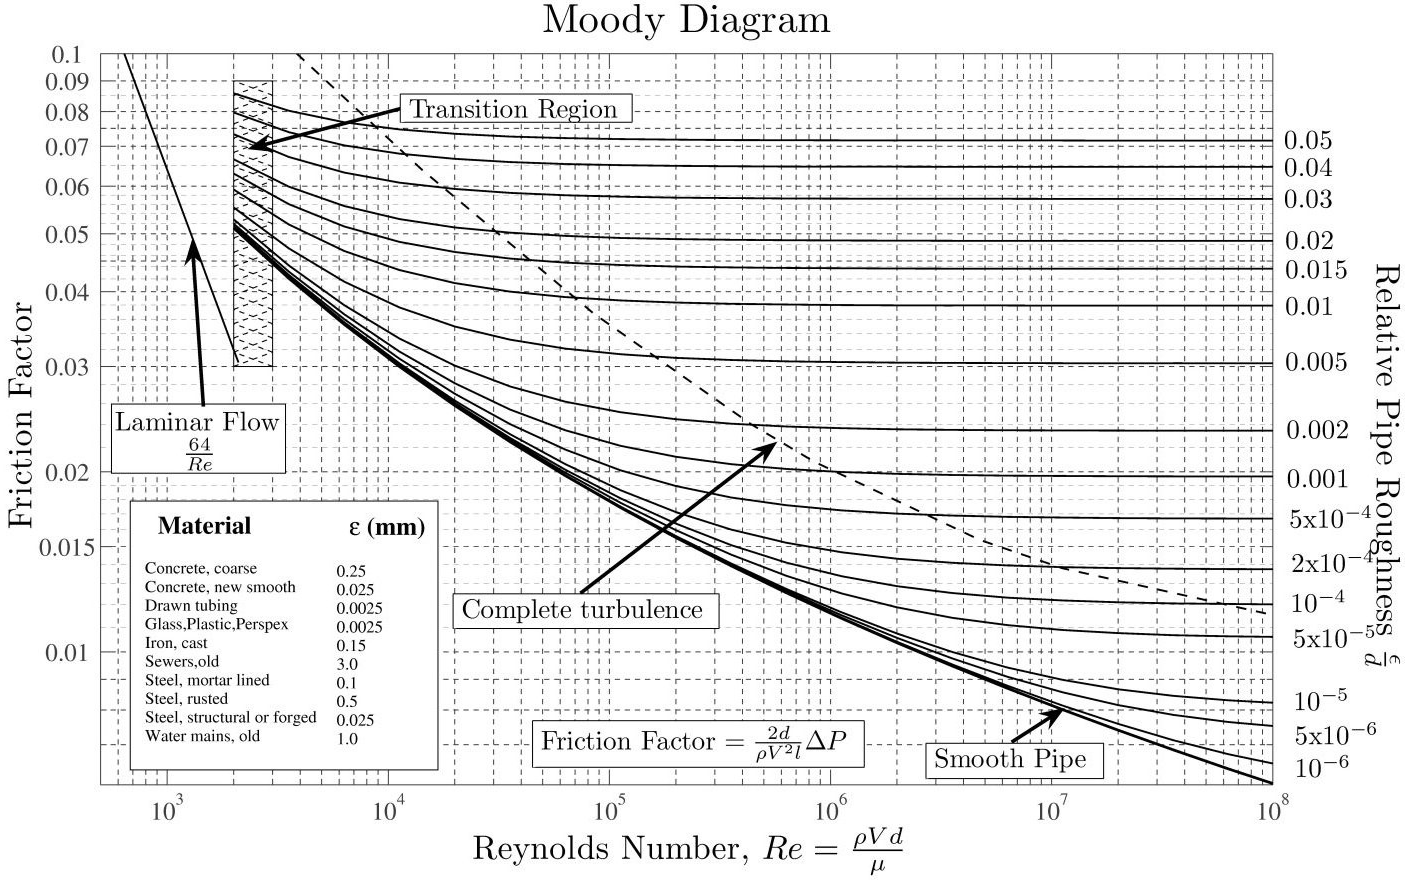 Moody Diagram
0.1
0.09
0.08
0.07
0.06
0.05
0.04
0.03
0.02
0.015
0.01
Friction Factor
Transition Region
Laminar Flow
64
Re
Complete turbulence
Smooth Pipe
Friction Factor = 2d/ρV²l ΔP
Material ε (mm)
Concrete, coarse 0.25
Concrete, new smooth 0.025
Drawn tubing 0.0025
Glass,Plastic,Perspex 0.0025
Iron, cast 0.15
Sewers,old 3.0
Steel, mortar lined 0.1
Steel, rusted 0.5
Steel, structural or forged 0.025
Water mains, old 1.0
0.05
0.04
0.03
0.02
0.015
0.01
0.005
0.002
0.001
5x10⁻⁴
2x10⁻⁴
10⁻⁴
5x10⁻⁵
10⁻⁵
5x10⁻⁶
10⁻⁶
Relative Pipe Roughness ϵ/d
10³ 10⁴ 10⁵ 10⁶ 10⁷ 10⁸
Reynolds Number, Re = ρVd/μ